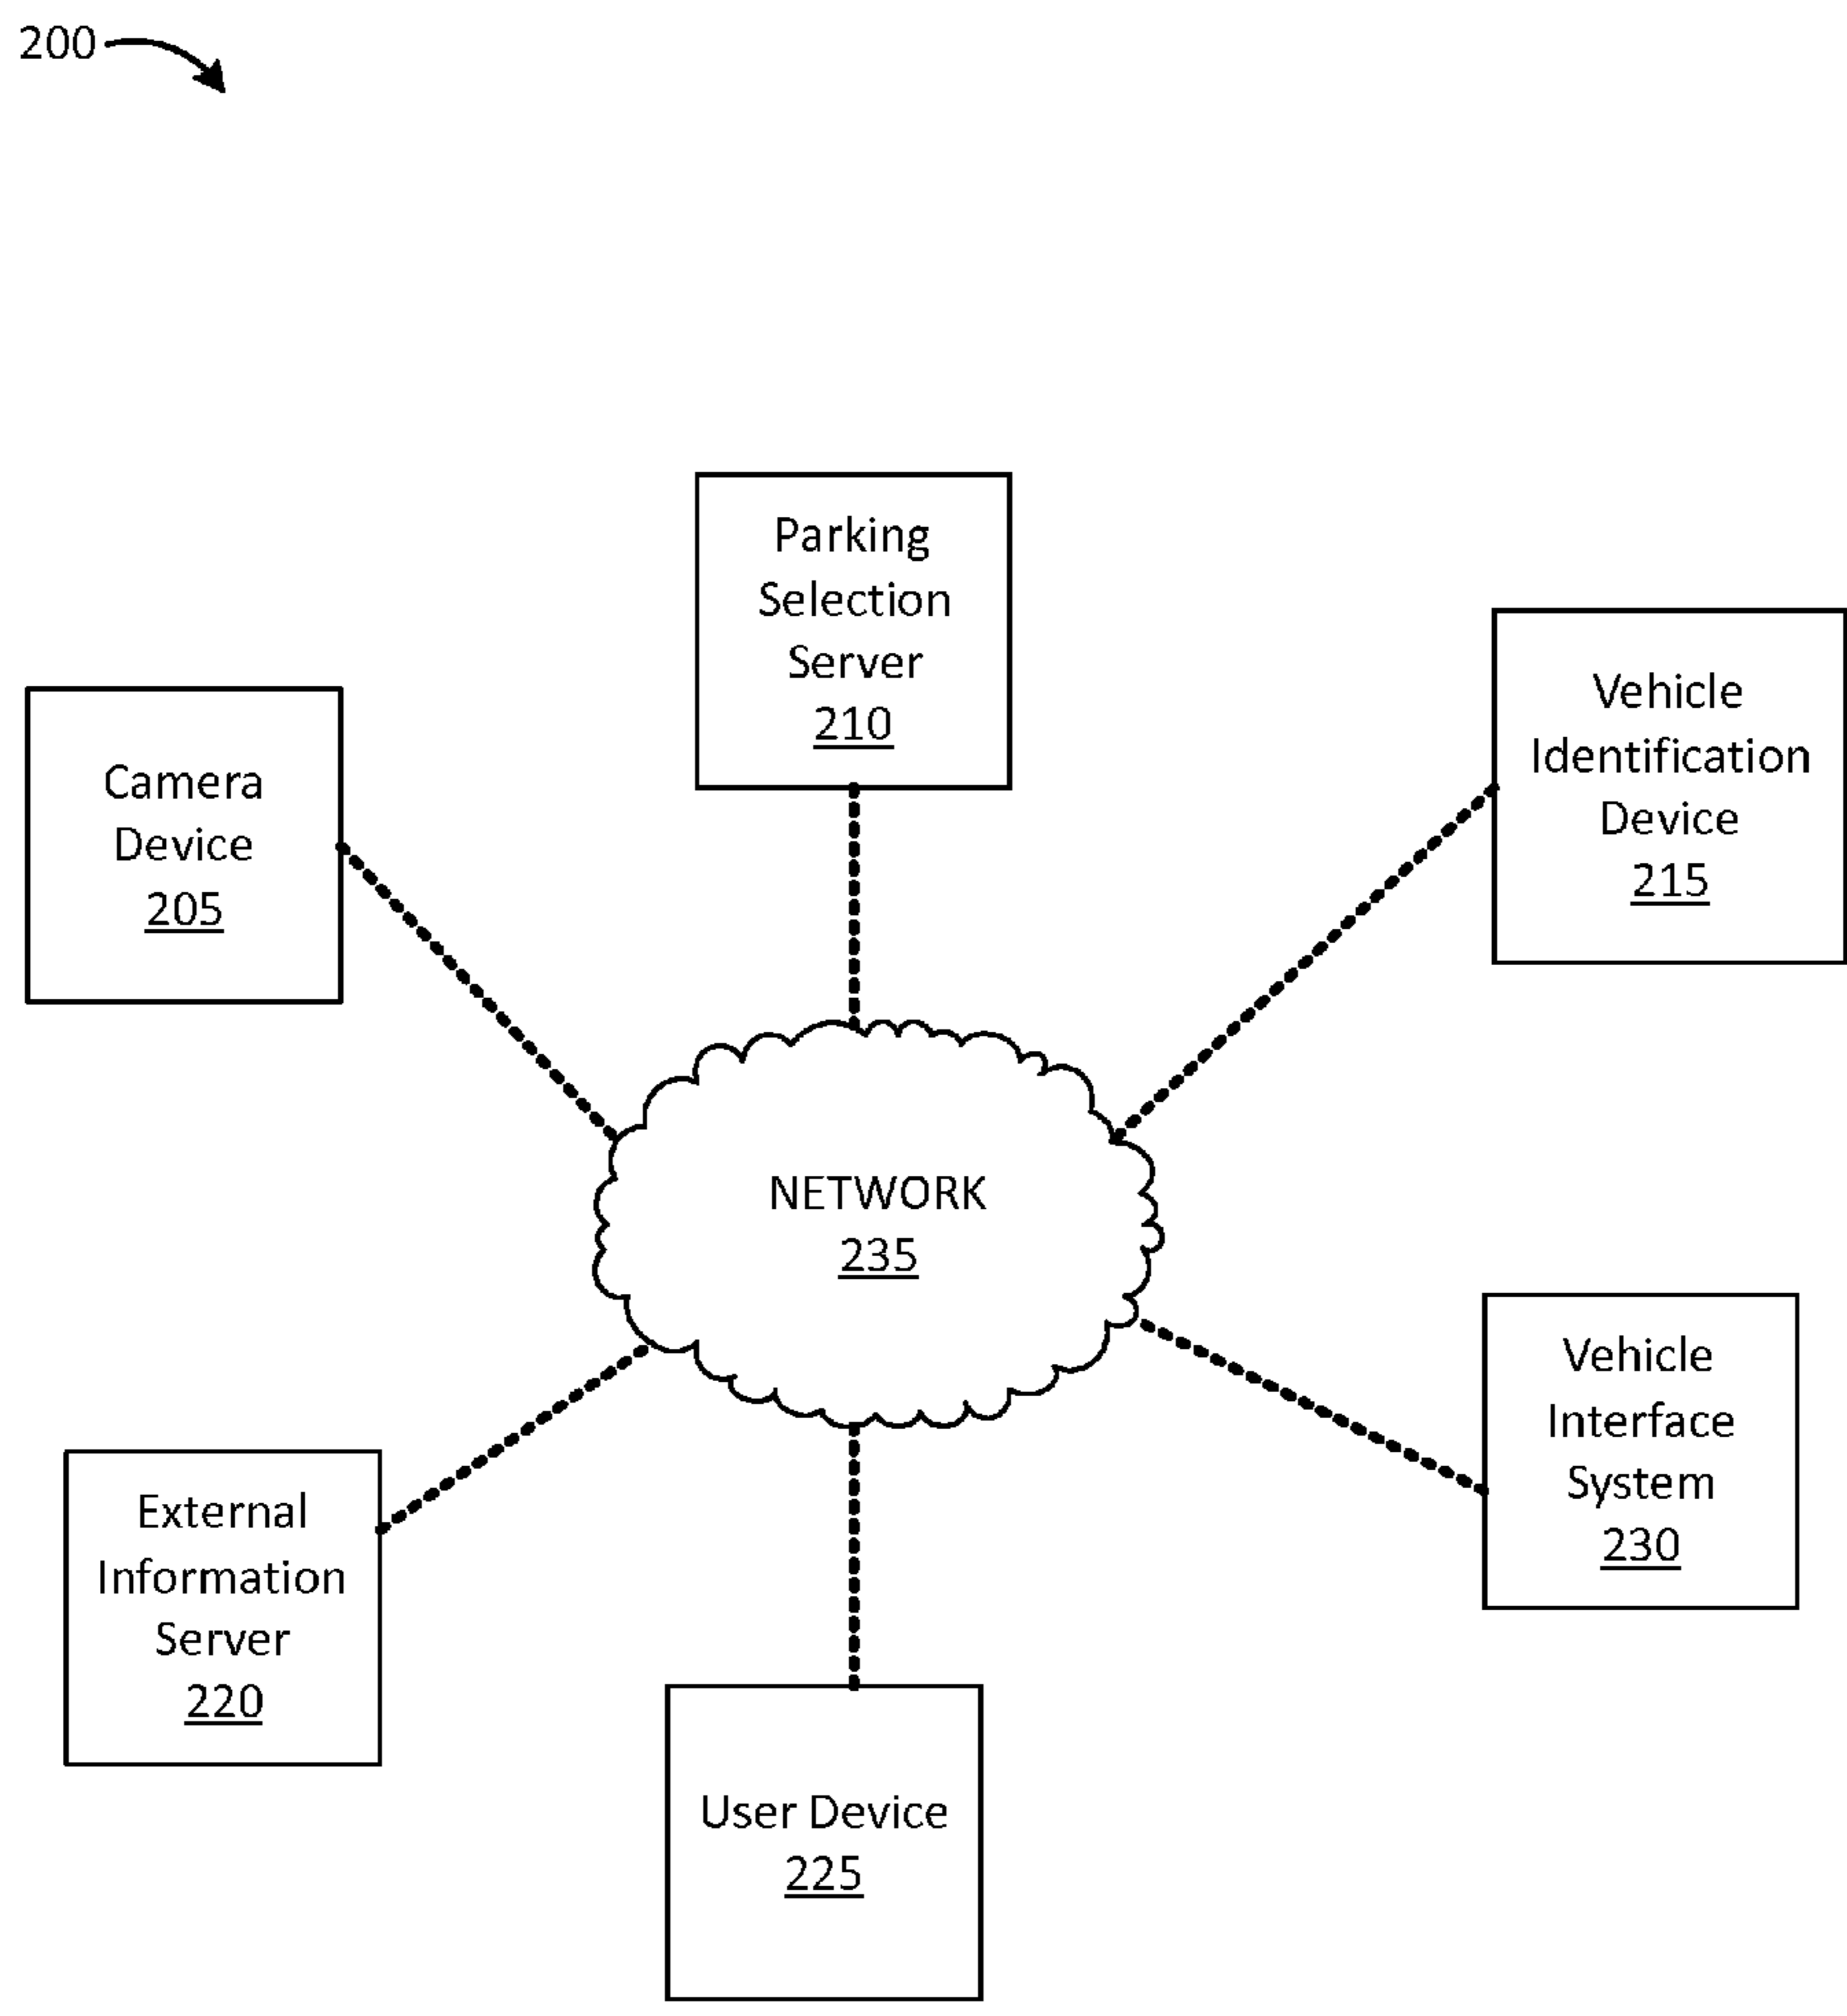 200
Parking
Selection
Server
210
Vehicle
Identification
Device
215
Camera
Device
205
NETWORK
235
Vehicle
Interface
System
230
External
Information
Server
220
User Device
225